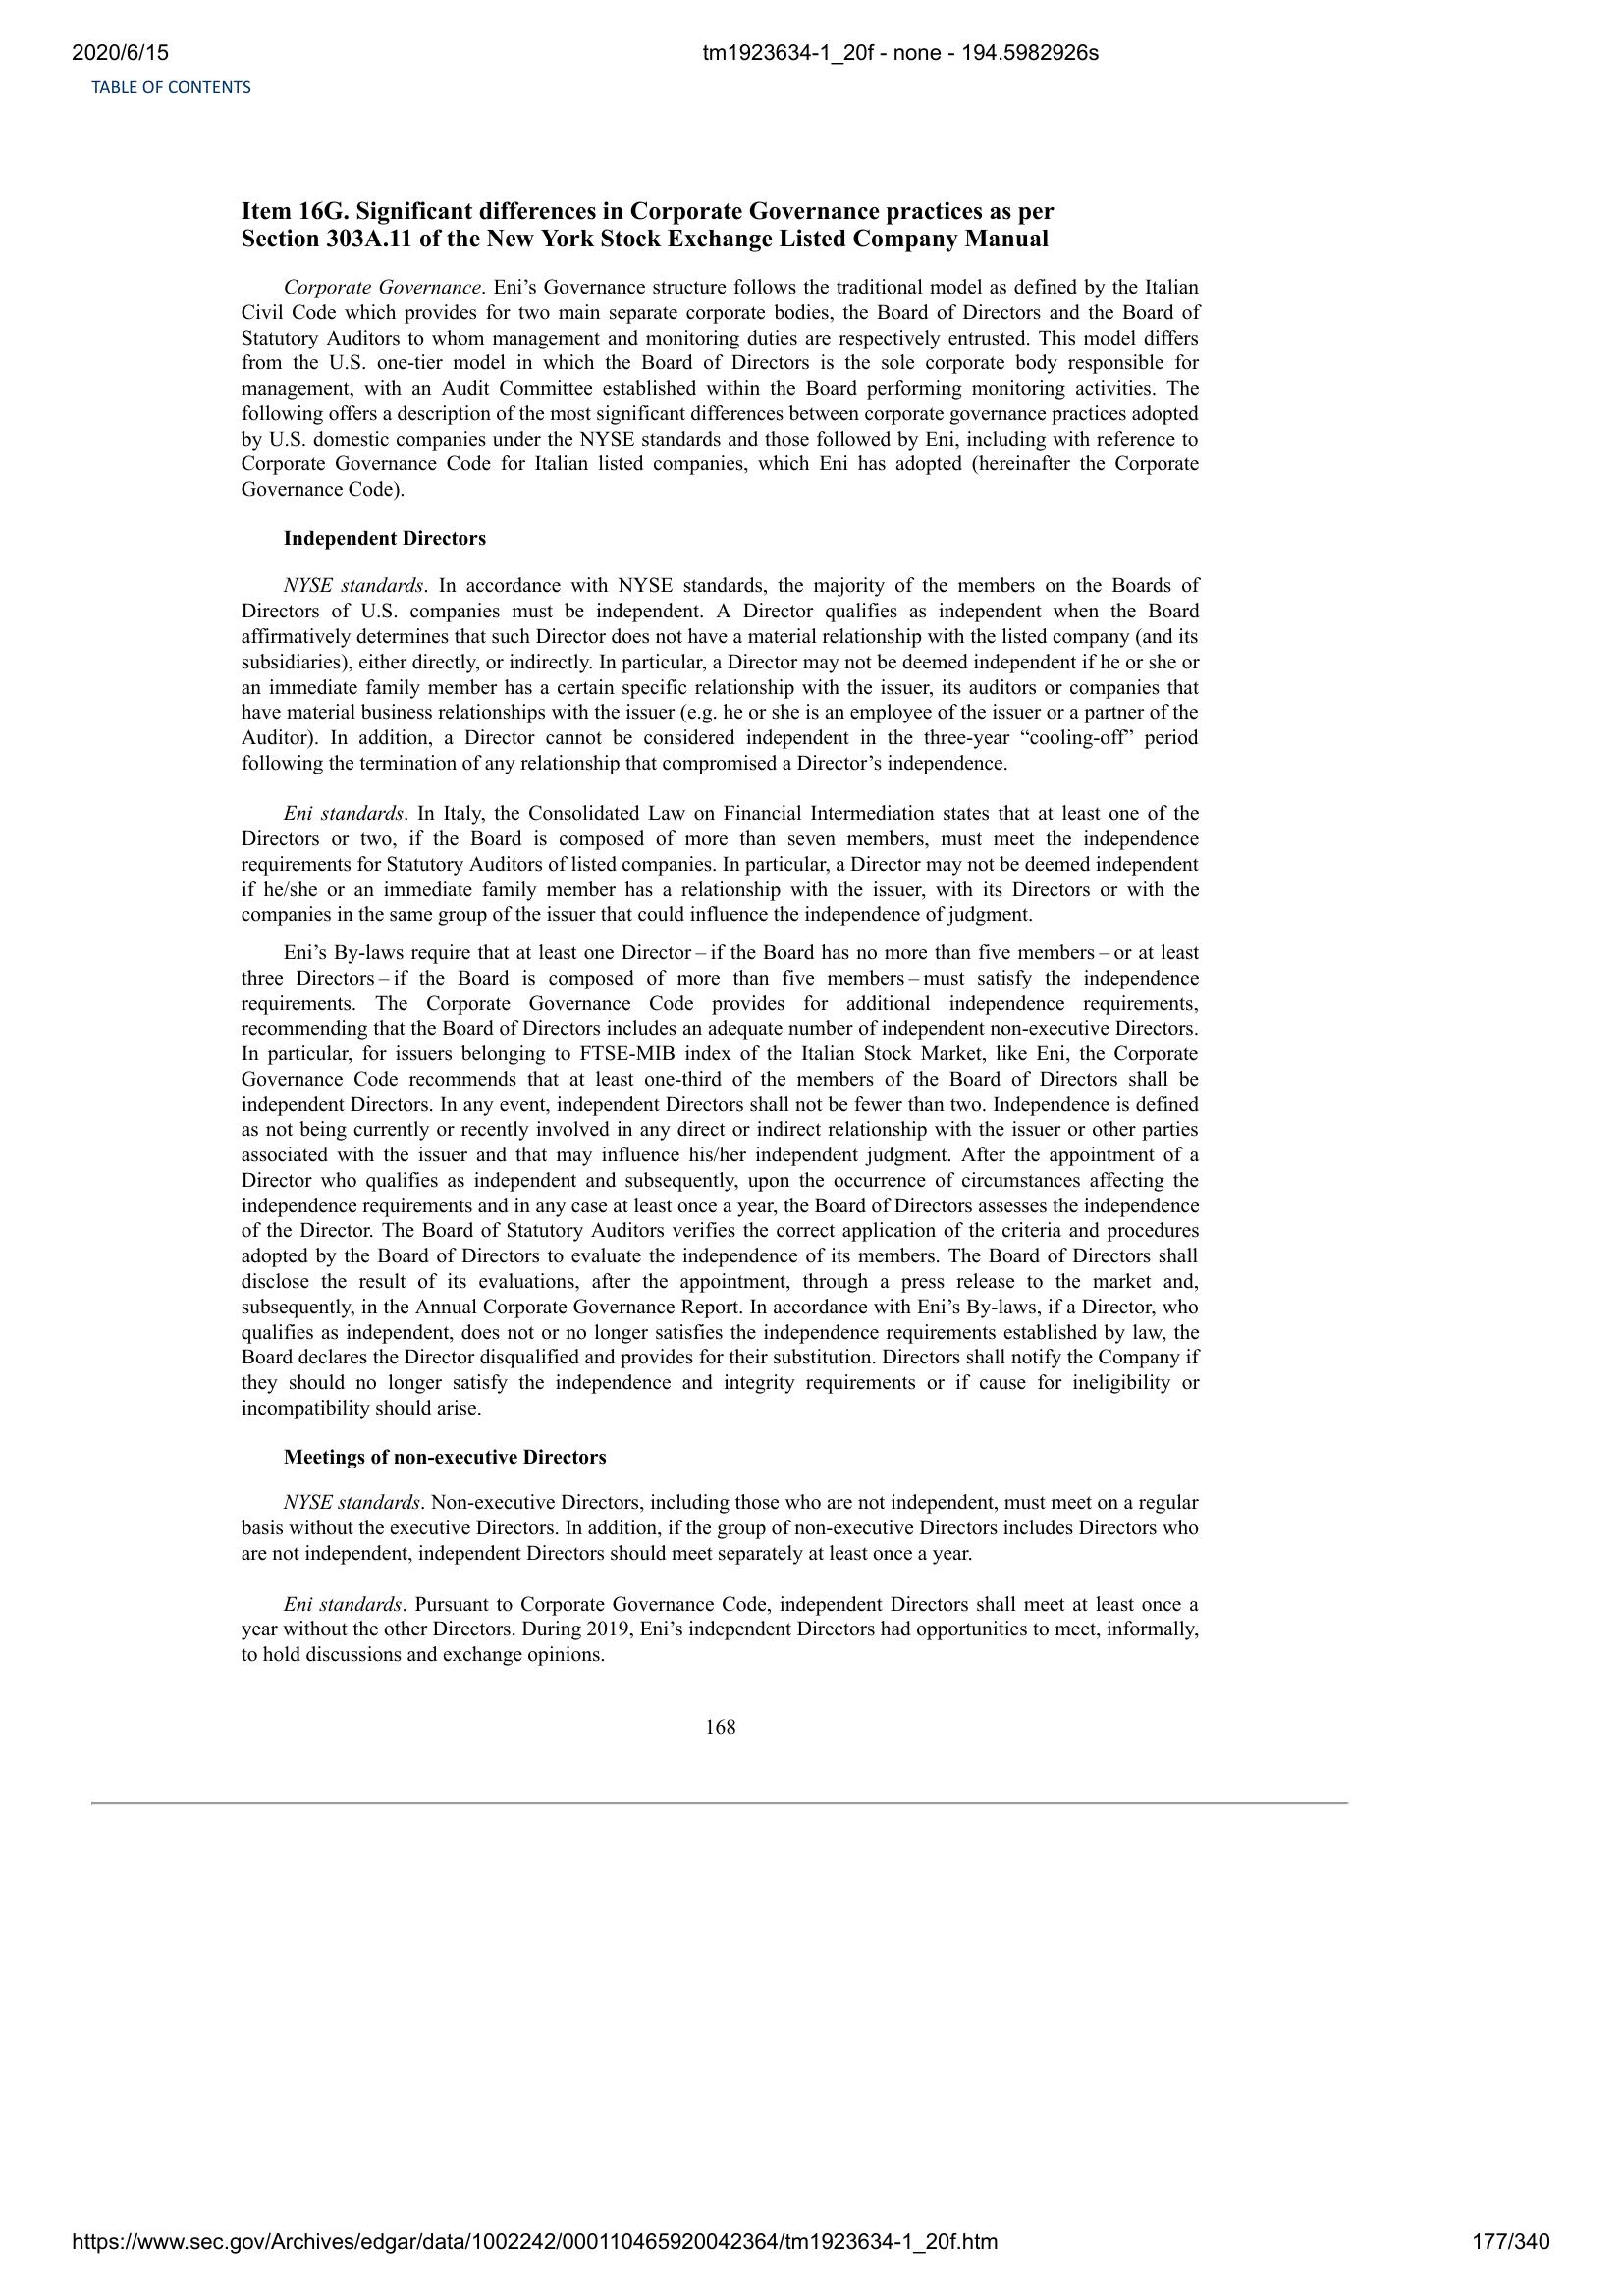 2020/6/15
tm1923634-1_20f - none - 194.5982926s
TABLE OF CONTENTS
Item 16G. Significant differences in Corporate Governance practices as per
Section 303A.11 of the New York Stock Exchange Listed Company Manual
Corporate Governance. Eni’s Governance structure follows the traditional model as defined by the Italian
Civil Code which provides for two main separate corporate bodies, the Board of Directors and the Board of
Statutory Auditors to whom management and monitoring duties are respectively entrusted. This model differs
from the U.S. one-tier model in which the Board of Directors is the sole corporate body responsible for
management, with an Audit Committee established within the Board performing monitoring activities. The
following offers a description of the most significant differences between corporate governance practices adopted
by U.S. domestic companies under the NYSE standards and those followed by Eni, including with reference to
Corporate Governance Code for Italian listed companies, which Eni has adopted (hereinafter the Corporate
Governance Code).
Independent Directors
NYSE standards. In accordance with NYSE standards, the majority of the members on the Boards of
Directors of U.S. companies must be independent. A Director qualifies as independent when the Board
affirmatively determines that such Director does not have a material relationship with the listed company (and its
subsidiaries), either directly, or indirectly. In particular, a Director may not be deemed independent if he or she or
an immediate family member has a certain specific relationship with the issuer, its auditors or companies that
have material business relationships with the issuer (e.g. he or she is an employee of the issuer or a partner of the
Auditor). In addition, a Director cannot be considered independent in the three-year “cooling-off” period
following the termination of any relationship that compromised a Director’s independence.
Eni standards. In Italy, the Consolidated Law on Financial Intermediation states that at least one of the
Directors or two, if the Board is composed of more than seven members, must meet the independence
requirements for Statutory Auditors of listed companies. In particular, a Director may not be deemed independent
if he/she or an immediate family member has a relationship with the issuer, with its Directors or with the
companies in the same group of the issuer that could influence the independence of judgment.
Eni’s By-laws require that at least one Director – if the Board has no more than five members – or at least
three Directors – if the Board is composed of more than five members – must satisfy the independence
requirements. The Corporate Governance Code provides for additional independence requirements,
recommending that the Board of Directors includes an adequate number of independent non-executive Directors.
In particular, for issuers belonging to FTSE-MIB index of the Italian Stock Market, like Eni, the Corporate
Governance Code recommends that at least one-third of the members of the Board of Directors shall be
independent Directors. In any event, independent Directors shall not be fewer than two. Independence is defined
as not being currently or recently involved in any direct or indirect relationship with the issuer or other parties
associated with the issuer and that may influence his/her independent judgment. After the appointment of a
Director who qualifies as independent and subsequently, upon the occurrence of circumstances affecting the
independence requirements and in any case at least once a year, the Board of Directors assesses the independence
of the Director. The Board of Statutory Auditors verifies the correct application of the criteria and procedures
adopted by the Board of Directors to evaluate the independence of its members. The Board of Directors shall
disclose the result of its evaluations, after the appointment, through a press release to the market and,
subsequently, in the Annual Corporate Governance Report. In accordance with Eni’s By-laws, if a Director, who
qualifies as independent, does not or no longer satisfies the independence requirements established by law, the
Board declares the Director disqualified and provides for their substitution. Directors shall notify the Company if
they should no longer satisfy the independence and integrity requirements or if cause for ineligibility or
incompatibility should arise.
Meetings of non-executive Directors
NYSE standards. Non-executive Directors, including those who are not independent, must meet on a regular
basis without the executive Directors. In addition, if the group of non-executive Directors includes Directors who
are not independent, independent Directors should meet separately at least once a year.
Eni standards. Pursuant to Corporate Governance Code, independent Directors shall meet at least once a
year without the other Directors. During 2019, Eni’s independent Directors had opportunities to meet, informally,
to hold discussions and exchange opinions.
168
https://www.sec.gov/Archives/edgar/data/1002242/000110465920042364/tm1923634-1_20f.htm
177/340